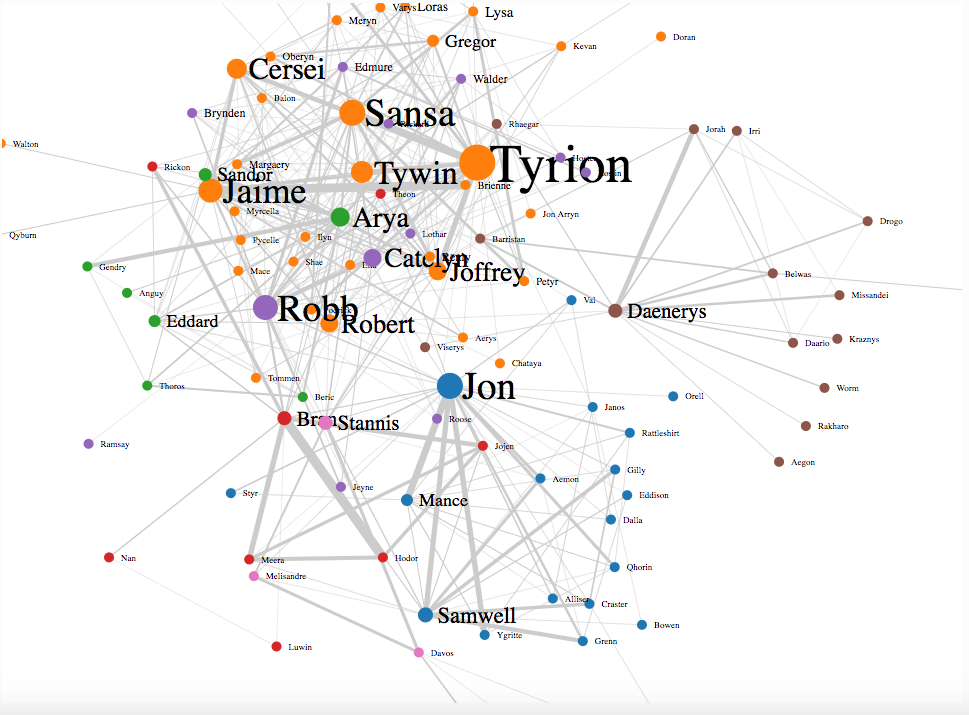 Varys
Loras
Lysa
Meryn
Gregor
Doran
Kevan
Oberyn
Cersei
Edmure
Walder
Balon
Brynden
Sansa
Rhaegar
Jorah
Irri
Walton
Rickon
Margaery
Sandor
Tywin
Tyrion
Jaime
Theon
Brienne
Myrcella
Arya
Jon Arryn
Drogo
Qyburn
Pycelle
Ilyn
Lothar
Barristan
Catelyn
Gendry
Mace
Shae
Joffrey
Petyr
Belwas
Anguy
Robb
Val
Daenerys
Missandei
Eddard
Robert
Aerys
Viserys
Daario
Kraznys
Chataya
Tommen
Thoros
Beric
Jon
Worm
Orell
Janos
Bran
Stannis
Roose
Rattleshirt
Rakharo
Ramsay
Jojen
Aegon
Gilly
Aemon
Jeyne
Styr
Mance
Eddison
Dalla
Nan
Meera
Hodor
Melisandre
Qhorin
Alliser
Craster
Samwell
Bowen
Ygritte
Grenn
Luwin
Davos